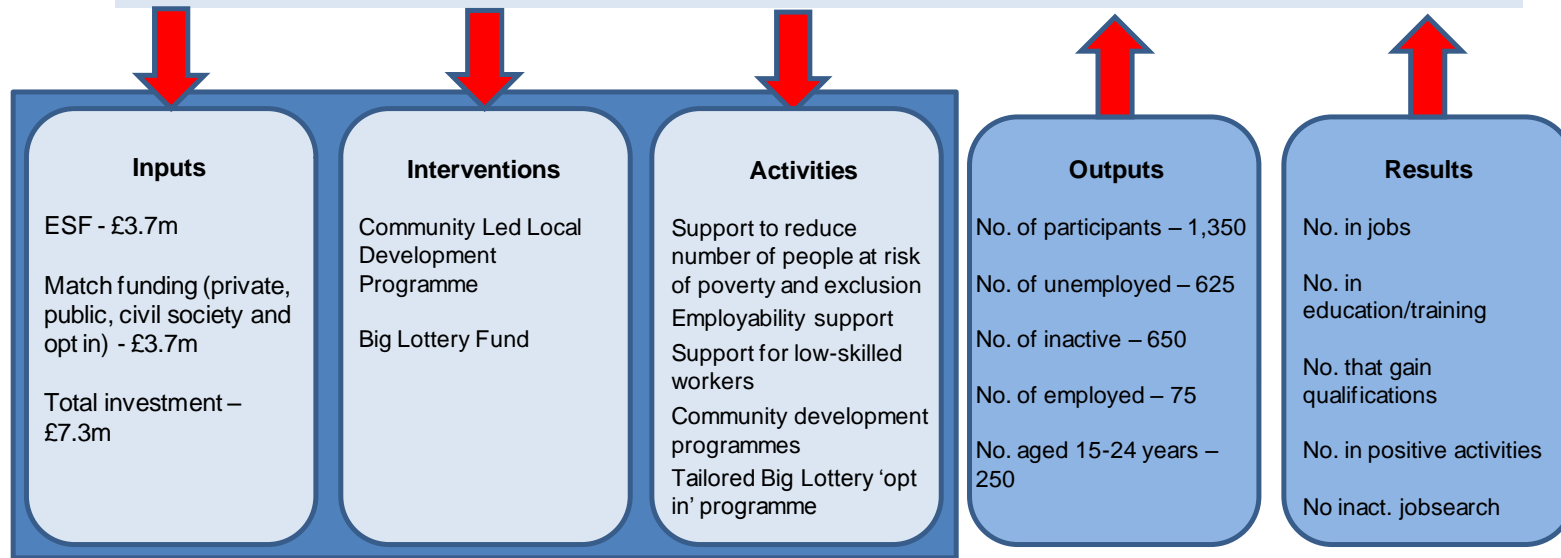 Inputs
ESF - £3.7m
Match funding (private,
public, civil society and
opt in) - £3.7m
Total investment –
£7.3m
Interventions
Community Led Local
Development
Programme
Big Lottery Fund
Activities
Support to reduce
number of people at risk
of poverty and exclusion
Employability support
Support for low-skilled
workers
Community development
programmes
Tailored Big Lottery ‘opt
in’ programme
Outputs
No. of participants – 1,350
No. of unemployed – 625
No. of inactive – 650
No. of employed – 75
No. aged 15-24 years –
250
Results
No. in jobs
No. in
education/training
No. that gain
qualifications
No. in positive activities
No inact. jobsearch